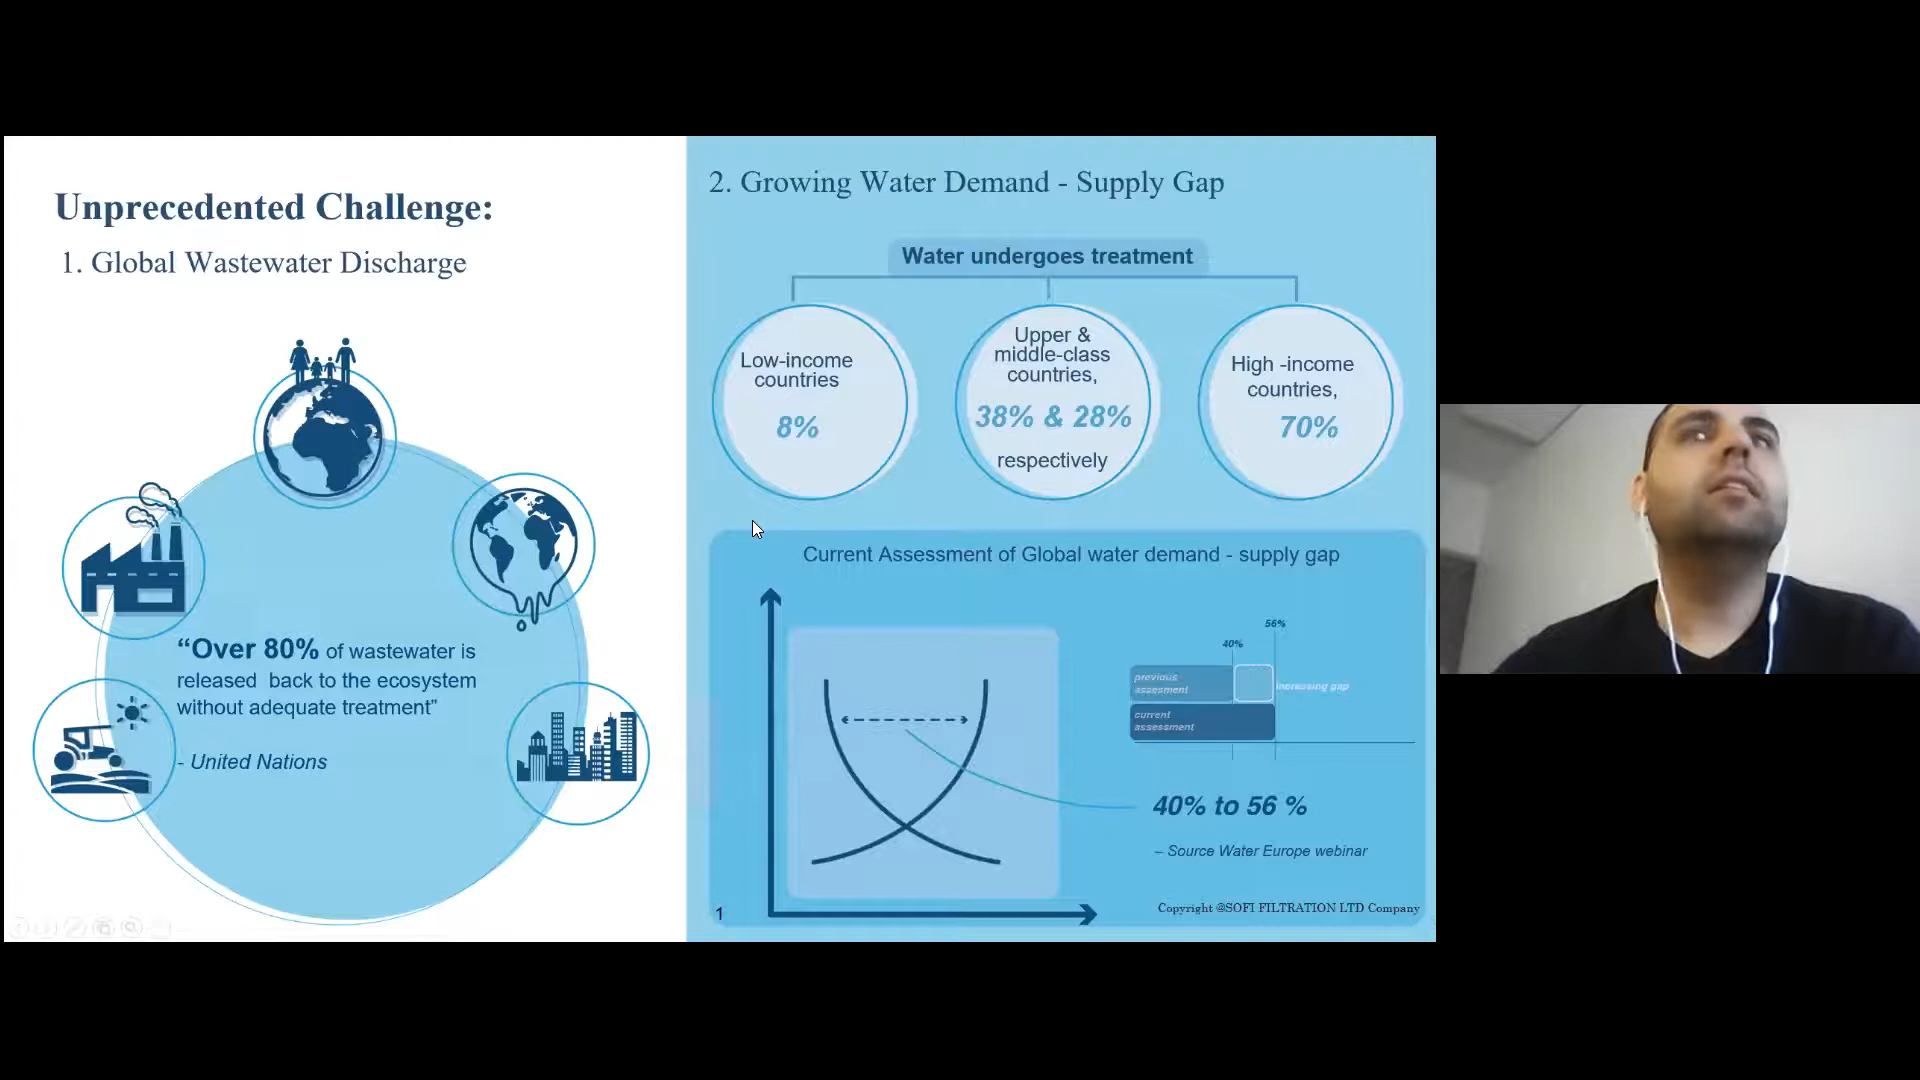 Unprecedented Challenge:
1. Global Wastewater Discharge
“Over 80% of wastewater is
released back to the ecosystem
without adequate treatment”
- United Nations
2. Growing Water Demand - Supply Gap
Water undergoes treatment
Low-income
countries
8%
Upper &
middle-class
countries,
38% & 28%
respectively
High -income
countries,
70%
Current Assessment of Global water demand - supply gap
56%
40%
previous
assesment
increasing gap
current
assessment
40% to 56 %
– Source Water Europe webinar
1
Copyright @SOFI FILTRATION LTD Company